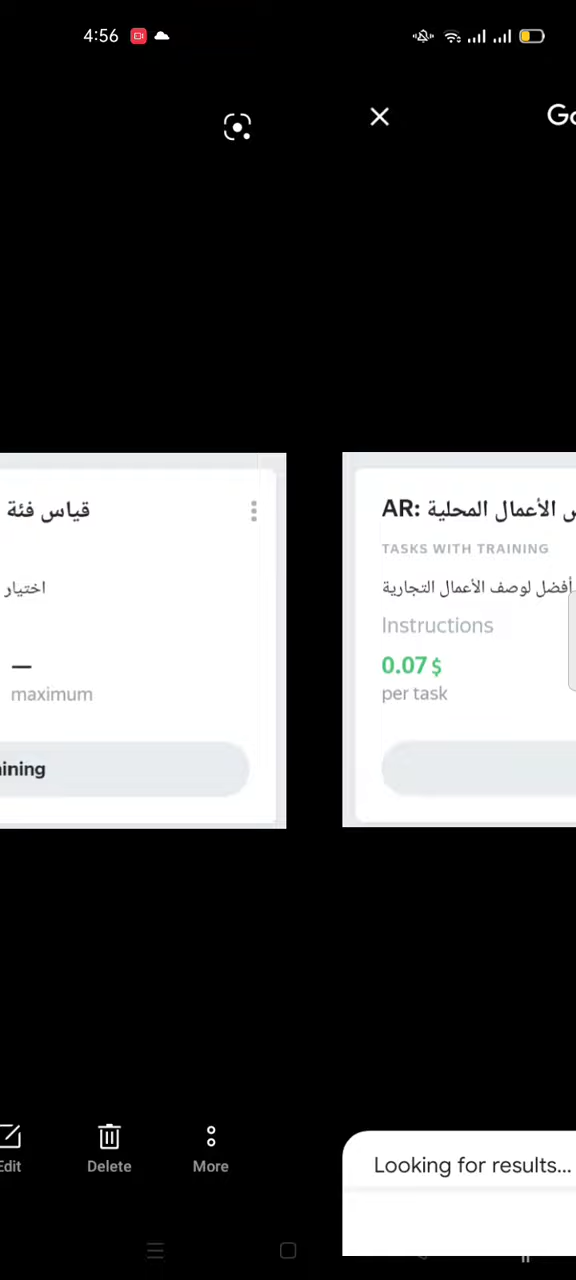 4:56
Go
قياس فئة
اختيار
—
maximum
ining
Edit
Delete
More
AR: س الأعمال المحلية
TASKS WITH TRAINING
أفضل لوصف الأعمال التجارية
Instructions
0.07 $
per task
Looking for results...